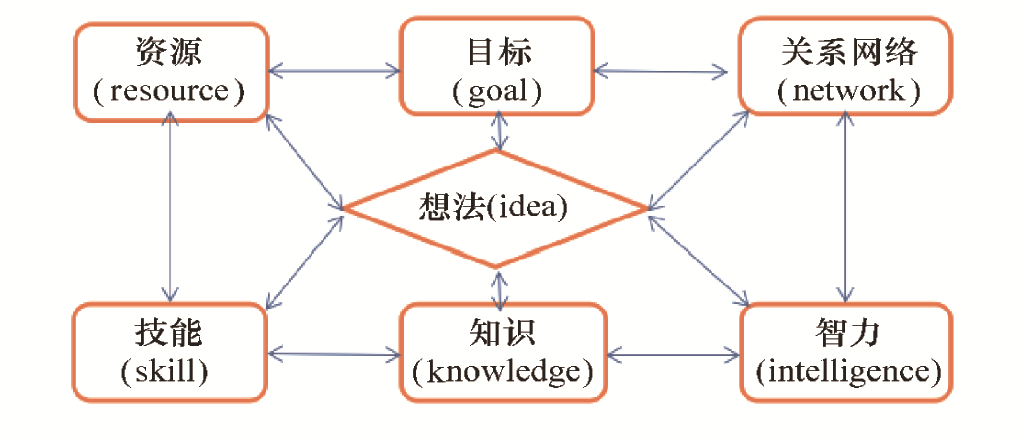 资源
(resource)
目标
(goal)
关系网络
(network)
想法(idea)
技能
(skill)
知识
(knowledge)
智力
(intelligence)